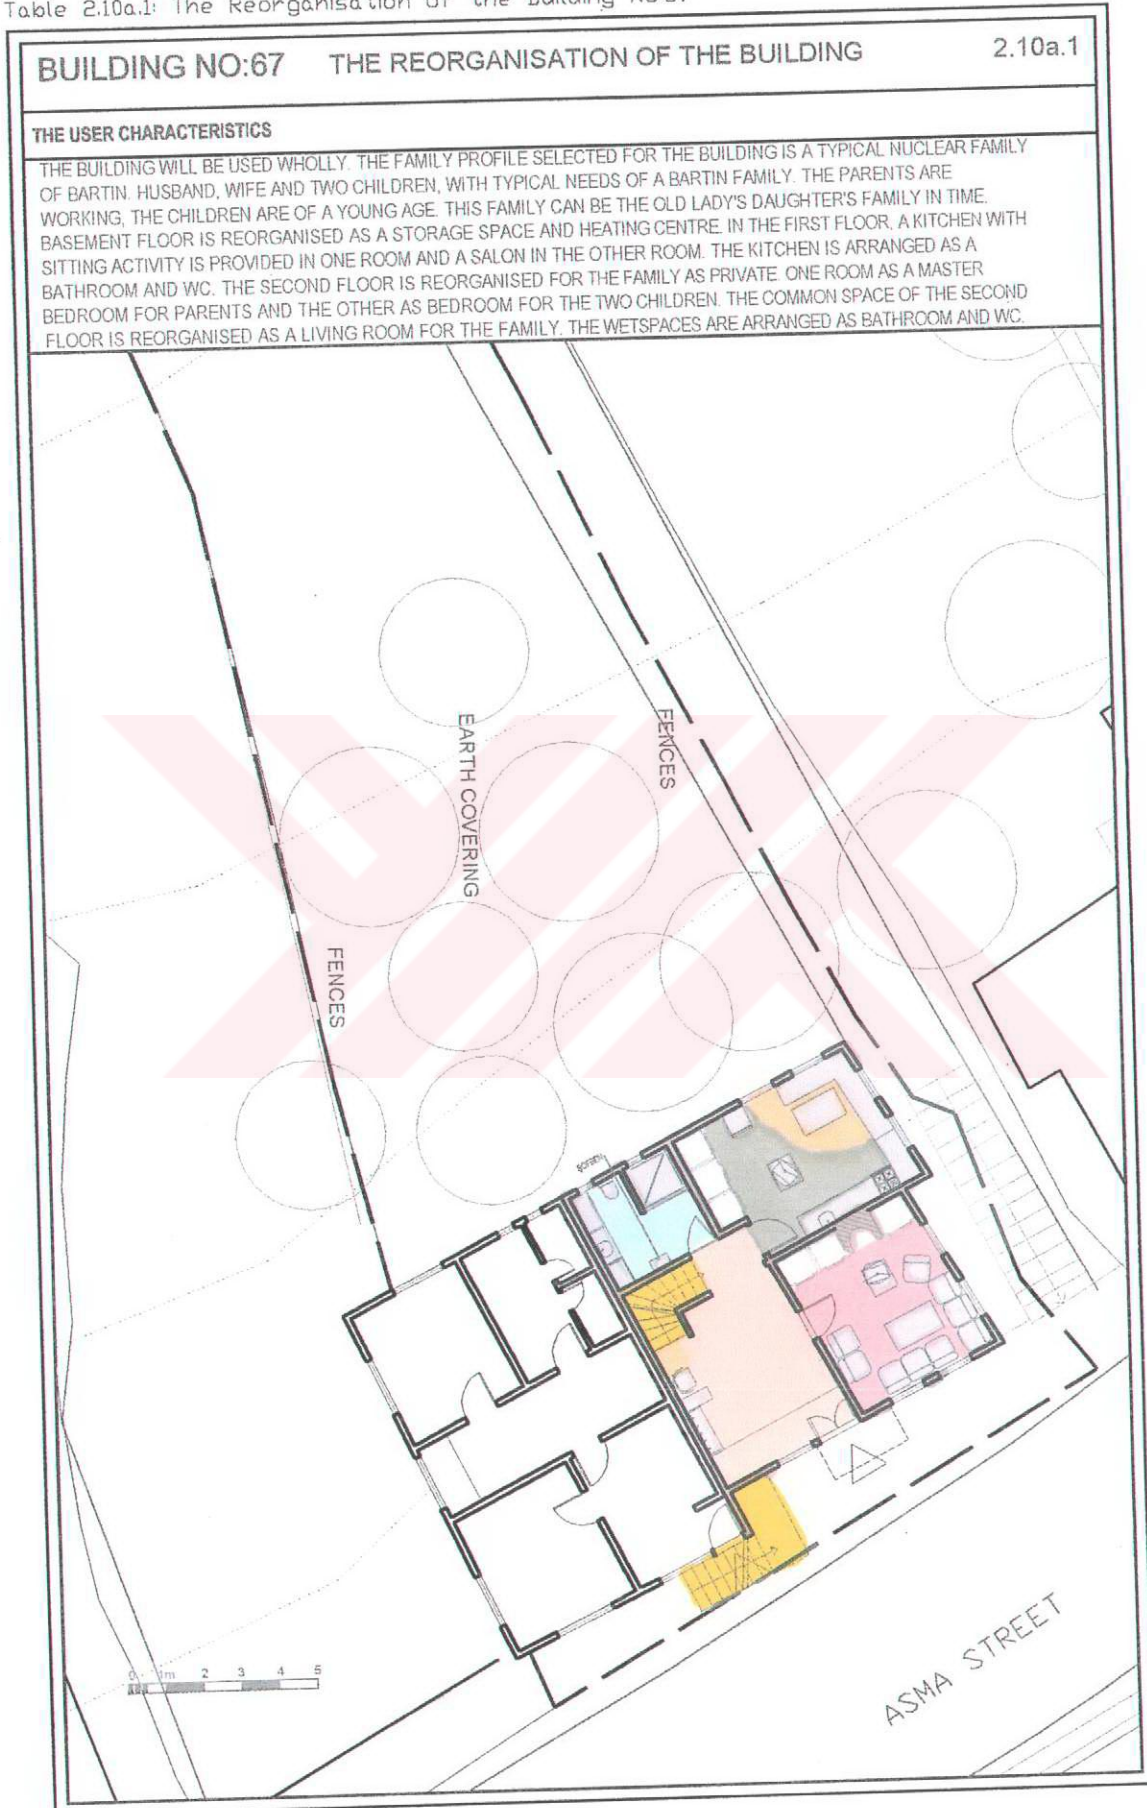 Table 2.10a.1: The Reorganisation of the Building
BUILDING NO:67 THE REORGANISATION OF THE BUILDING 2.10a.1
THE USER CHARACTERISTICS
THE BUILDING WILL BE USED WHOLLY. THE FAMILY PROFILE SELECTED FOR THE BUILDING IS A TYPICAL NUCLEAR FAMILY
OF BARTIN. HUSBAND, WIFE AND TWO CHILDREN, WITH TYPICAL NEEDS OF A BARTIN FAMILY. THE PARENTS ARE
WORKING, THE CHILDREN ARE OF A YOUNG AGE. THIS FAMILY CAN BE THE OLD LADY'S DAUGHTER'S FAMILY IN TIME.
BASEMENT FLOOR IS REORGANISED AS A STORAGE SPACE AND HEATING CENTRE. IN THE FIRST FLOOR, A KITCHEN WITH
SITTING ACTIVITY IS PROVIDED IN ONE ROOM AND A SALON IN THE OTHER ROOM. THE KITCHEN IS ARRANGED AS A
BATHROOM AND WC. THE SECOND FLOOR IS REORGANISED FOR THE FAMILY AS PRIVATE. ONE ROOM AS A MASTER
BEDROOM FOR PARENTS AND THE OTHER AS BEDROOM FOR THE TWO CHILDREN. THE COMMON SPACE OF THE SECOND
FLOOR IS REORGANISED AS A LIVING ROOM FOR THE FAMILY. THE WETSPACES ARE ARRANGED AS BATHROOM AND WC.
FENCES
EARTH COVERING
FENCES
0 1m 2 3 4 5
ASMA STREET